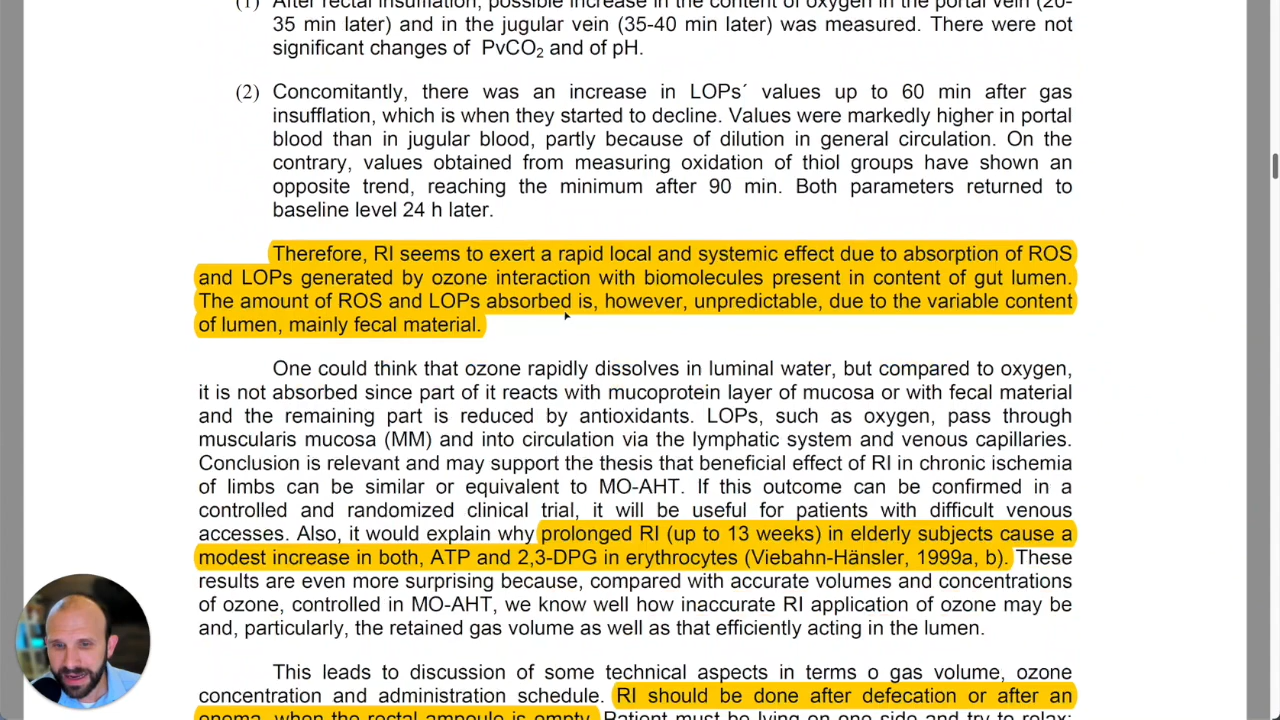 (1) After rectal insufflation, possible increase in the content of oxygen in the portal vein (20-
35 min later) and in the jugular vein (35-40 min later) was measured. There were not
significant changes of PvCO2 and of pH.
(2) Concomitantly, there was an increase in LOPs´ values up to 60 min after gas
insufflation, which is when they started to decline. Values were markedly higher in portal
blood than in jugular blood, partly because of dilution in general circulation. On the
contrary, values obtained from measuring oxidation of thiol groups have shown an
opposite trend, reaching the minimum after 90 min. Both parameters returned to
baseline level 24 h later.
Therefore, RI seems to exert a rapid local and systemic effect due to absorption of ROS
and LOPs generated by ozone interaction with biomolecules present in content of gut lumen.
The amount of ROS and LOPs absorbed is, however, unpredictable, due to the variable content
of lumen, mainly fecal material.
One could think that ozone rapidly dissolves in luminal water, but compared to oxygen,
it is not absorbed since part of it reacts with mucoprotein layer of mucosa or with fecal material
and the remaining part is reduced by antioxidants. LOPs, such as oxygen, pass through
muscularis mucosa (MM) and into circulation via the lymphatic system and venous capillaries.
Conclusion is relevant and may support the thesis that beneficial effect of RI in chronic ischemia
of limbs can be similar or equivalent to MO-AHT. If this outcome can be confirmed in a
controlled and randomized clinical trial, it will be useful for patients with difficult venous
accesses. Also, it would explain why prolonged RI (up to 13 weeks) in elderly subjects cause a
modest increase in both, ATP and 2,3-DPG in erythrocytes (Viebahn-Hänsler, 1999a, b). These
results are even more surprising because, compared with accurate volumes and concentrations
of ozone, controlled in MO-AHT, we know well how inaccurate RI application of ozone may be
and, particularly, the retained gas volume as well as that efficiently acting in the lumen.
This leads to discussion of some technical aspects in terms o gas volume, ozone
concentration and administration schedule. RI should be done after defecation or after an
enema, when the rectal ampoule is empty. Patient must be lying on one side and try to relax;